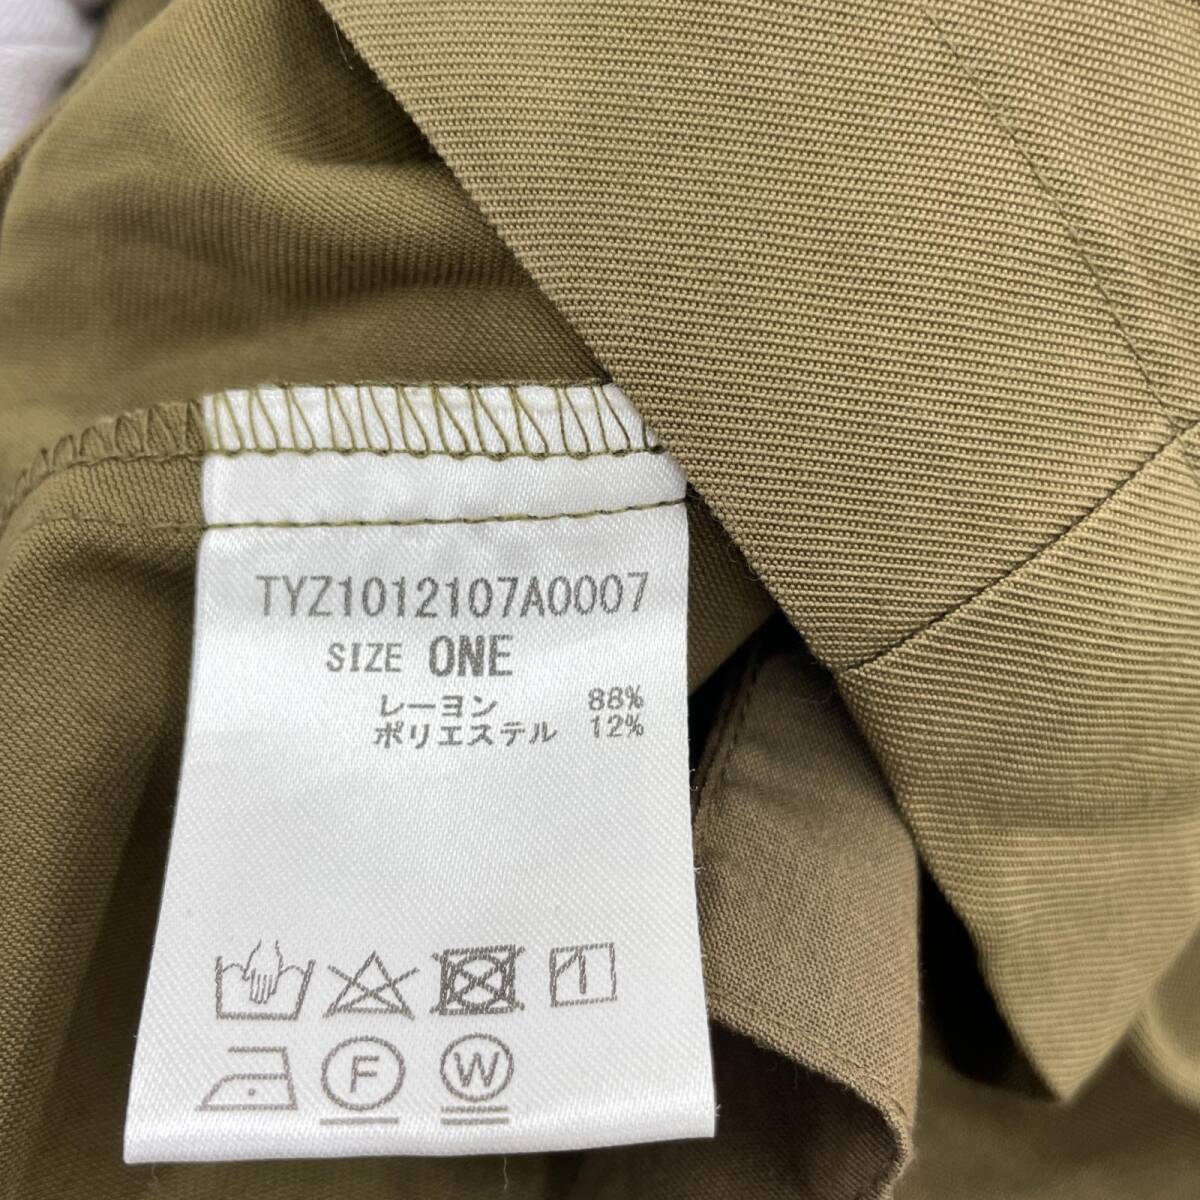 TYZ1012107A0007
SIZE ONE
レーヨン 88%
ポリエステル 12%
F W